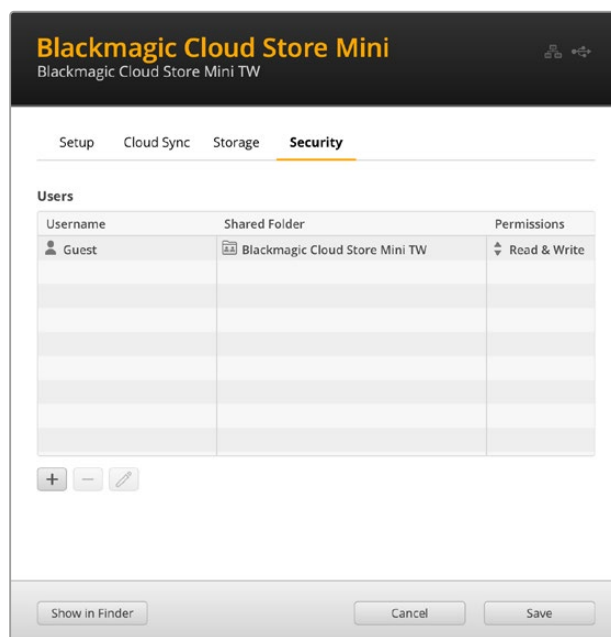 Blackmagic Cloud Store Mini
Blackmagic Cloud Store Mini TW
Setup Cloud Sync Storage Security
Users
Username Shared Folder Permissions
Guest Blackmagic Cloud Store Mini TW Read & Write
Show in Finder Cancel Save